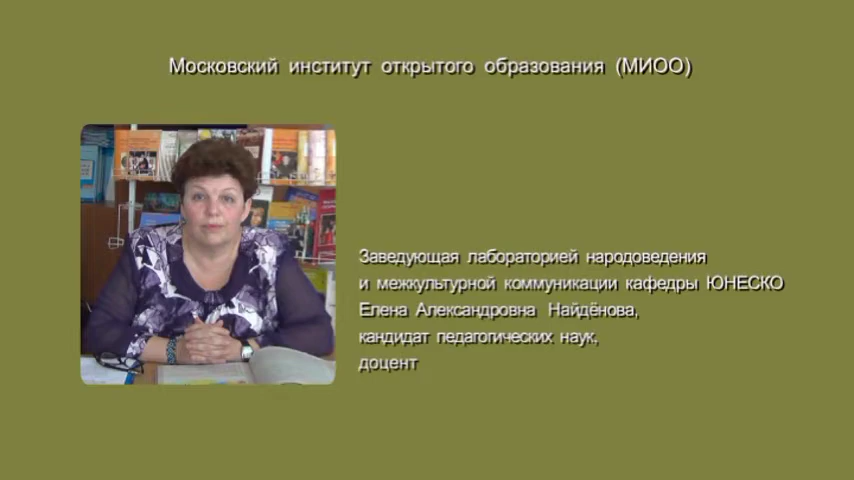 Московский институт открытого образования (МИОО)
Заведующая лабораторией народоведения
и межкультурной коммуникации кафедры ЮНЕСКО
Елена Александровна Найдёнова,
кандидат педагогических наук,
доцент